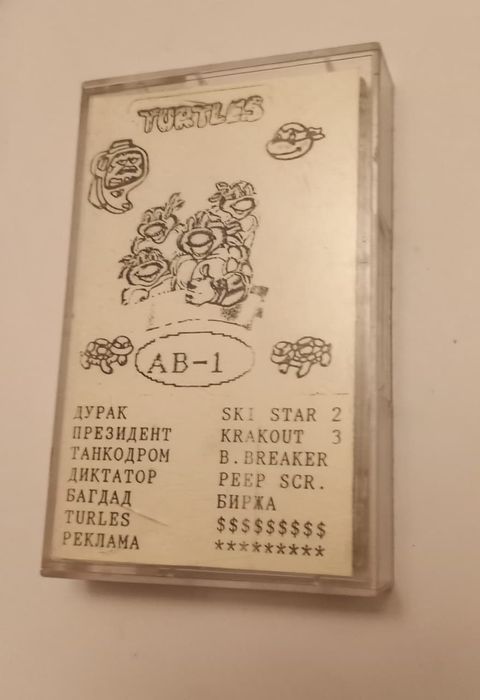 TURTLES
AB-1
ДУРАК
ПРЕЗИДЕНТ
ТАНКОДРОМ
ДИКТАТОР
БАГДАД
TURLES
РЕКЛАМА
SKI STAR 2
KRAKOUT 3
B.BREAKER
PEEP SCR.
БИРЖА
$$$$$$$$$
*********